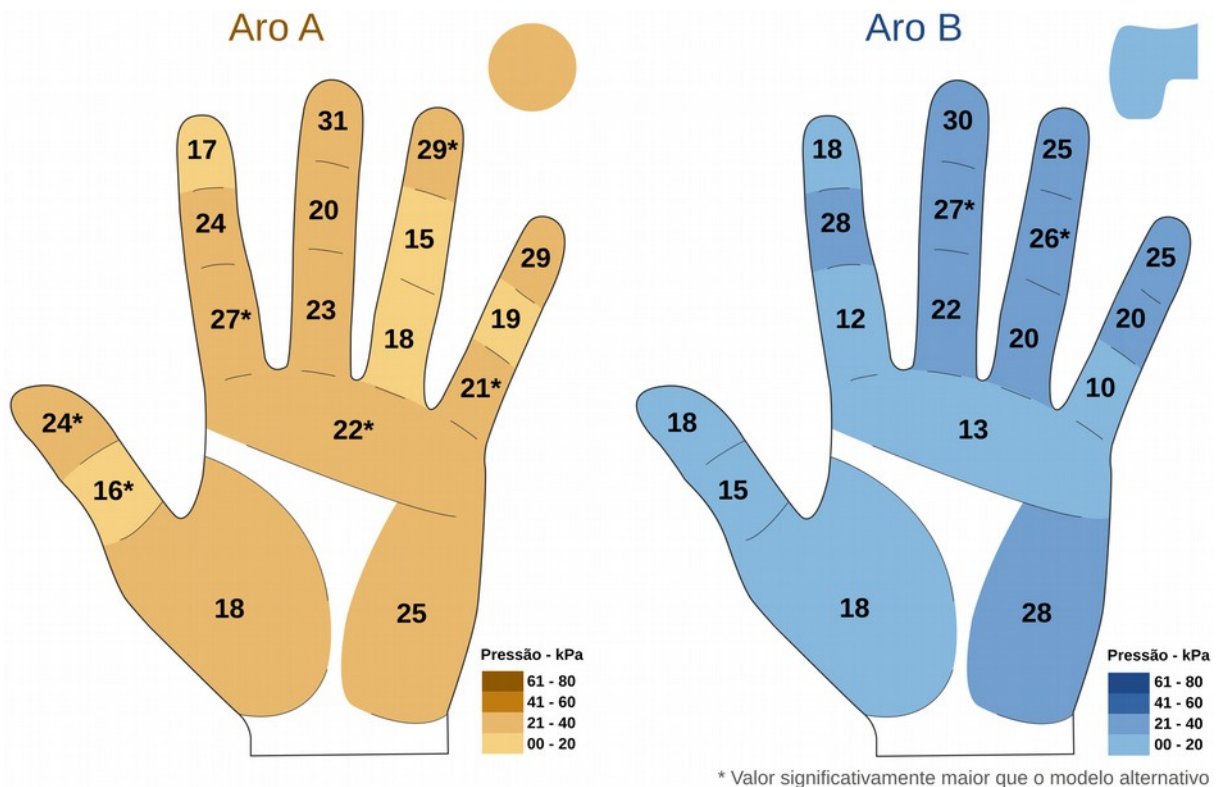 Aro A
31
17
29*
20
24
15
29
23
27*
18
19
21*
24*
22*
16*
18
25
Pressão - kPa
61 - 80
41 - 60
21 - 40
00 - 20
Aro B
30
18
25
27*
28
26*
25
22
12
20
20
10
18
13
15
18
28
Pressão - kPa
61 - 80
41 - 60
21 - 40
00 - 20
* Valor significativamente maior que o modelo alternativo